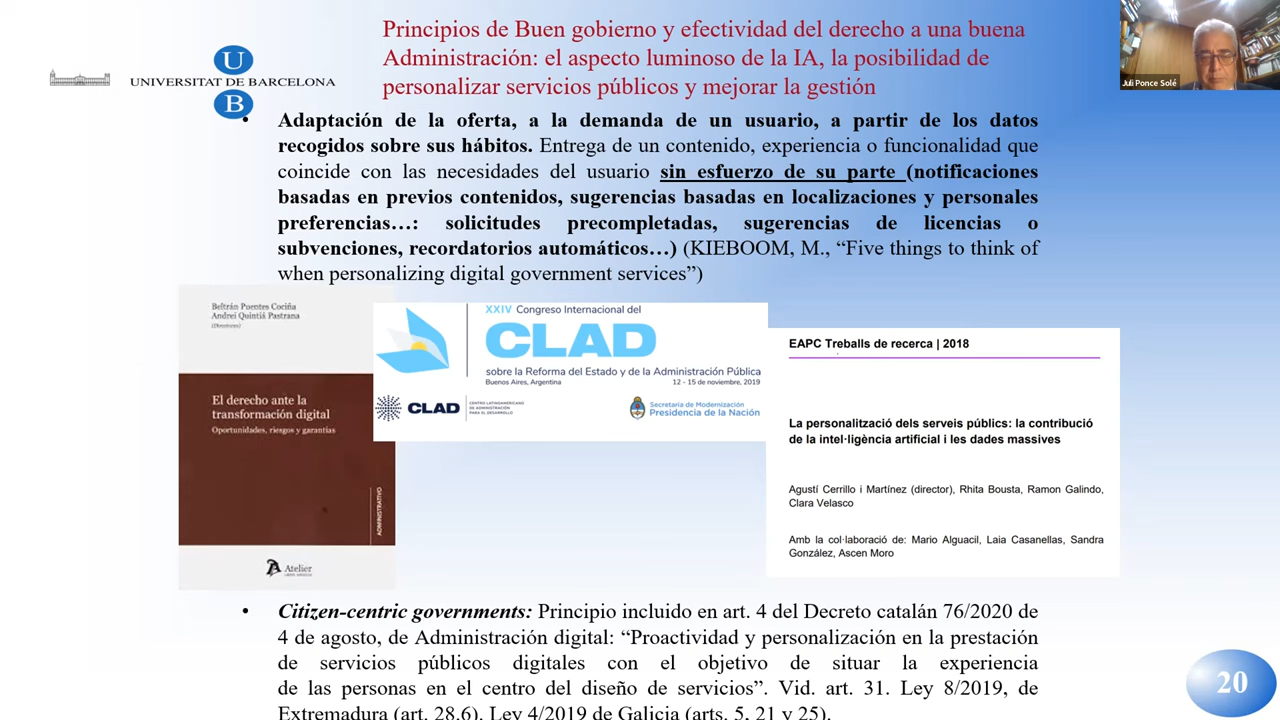 Principios de Buen gobierno y efectividad del derecho a una buena
Administración: el aspecto luminoso de la IA, la posibilidad de
personalizar servicios públicos y mejorar la gestión
Juli Ponce Solé
U
UNIVERSITAT DE BARCELONA
B
• Adaptación de la oferta, a la demanda de un usuario, a partir de los datos
recogidos sobre sus hábitos. Entrega de un contenido, experiencia o funcionalidad que
coincide con las necesidades del usuario sin esfuerzo de su parte (notificaciones
basadas en previos contenidos, sugerencias basadas en localizaciones y personales
preferencias…: solicitudes precompletadas, sugerencias de licencias o
subvenciones, recordatorios automáticos…) (KIEBOOM, M., “Five things to think of
when personalizing digital government services”)
Beltrán Puentes Cociña
Andrei Quintiá Pastrana
(Directores)
El derecho ante la
transformación digital
Oportunidades, riesgos y garantías
ADMINISTRATIVO
Atelier
LIBROS JURÍDICOS
XXIV Congreso Internacional del
CLAD
sobre la Reforma del Estado y de la Administración Pública
Buenos Aires, Argentina 12 - 15 de noviembre, 2019
CLAD
CENTRO LATINOAMERICANO
DE ADMINISTRACIÓN
PARA EL DESARROLLO
Secretaría de Modernización
Presidencia de la Nación
EAPC Treballs de recerca | 2018
La personalització dels serveis públics: la contribució
de la intel·ligència artificial i les dades massives
Agustí Cerrillo i Martínez (director), Rhita Bousta, Ramon Galindo,
Clara Velasco
Amb la col·laboració de: Mario Alguacil, Laia Casanellas, Sandra
González, Ascen Moro
• Citizen-centric governments: Principio incluido en art. 4 del Decreto catalán 76/2020 de
4 de agosto, de Administración digital: “Proactividad y personalización en la prestación
de servicios públicos digitales con el objetivo de situar la experiencia
de las personas en el centro del diseño de servicios”. Vid. art. 31. Ley 8/2019, de
Extremadura (art. 28.6). Ley 4/2019 de Galicia (arts. 5, 21 y 25).
20